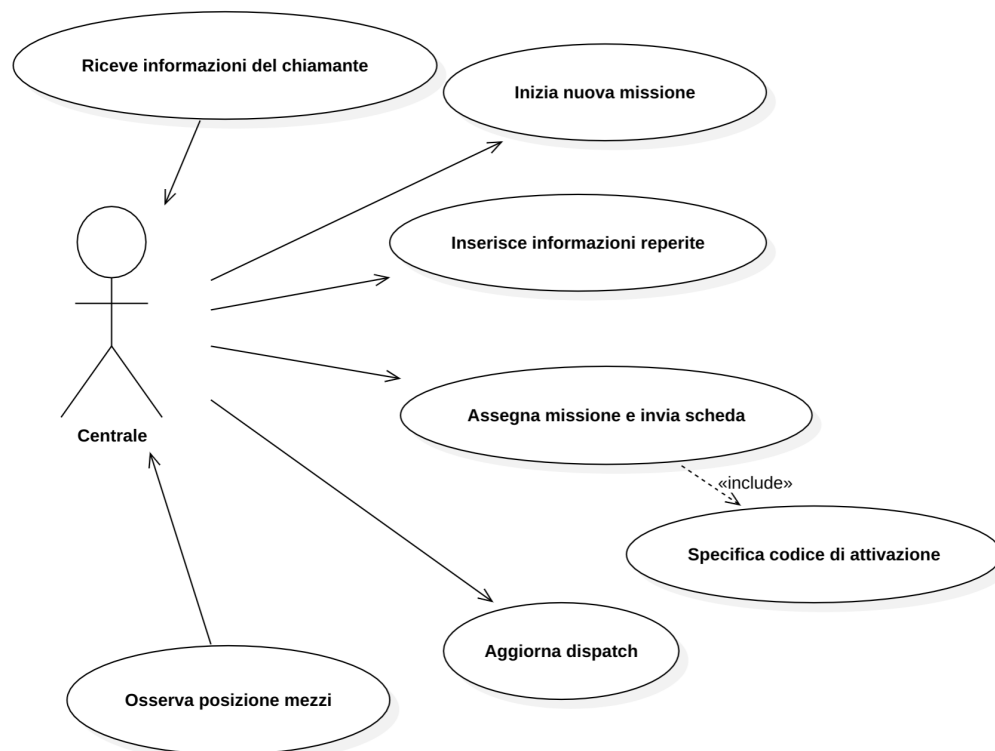 Riceve informazioni del chiamante
Inizia nuova missione
Inserisce informazioni reperite
Assegna missione e invia scheda
Centrale
«include»
Specifica codice di attivazione
Aggiorna dispatch
Osserva posizione mezzi